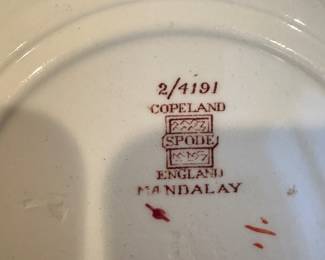 2/4191
COPELAND
SPODE
ENGLAND
MANDALAY